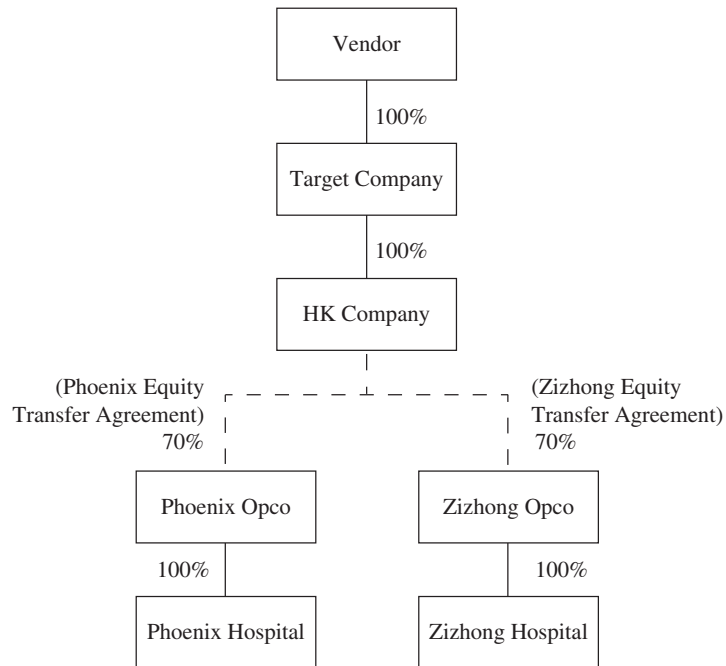 Vendor
100%
Target Company
100%
HK Company
(Phoenix Equity
Transfer Agreement)
70%
(Zizhong Equity
Transfer Agreement)
70%
Phoenix Opco
Zizhong Opco
100%
100%
Phoenix Hospital
Zizhong Hospital